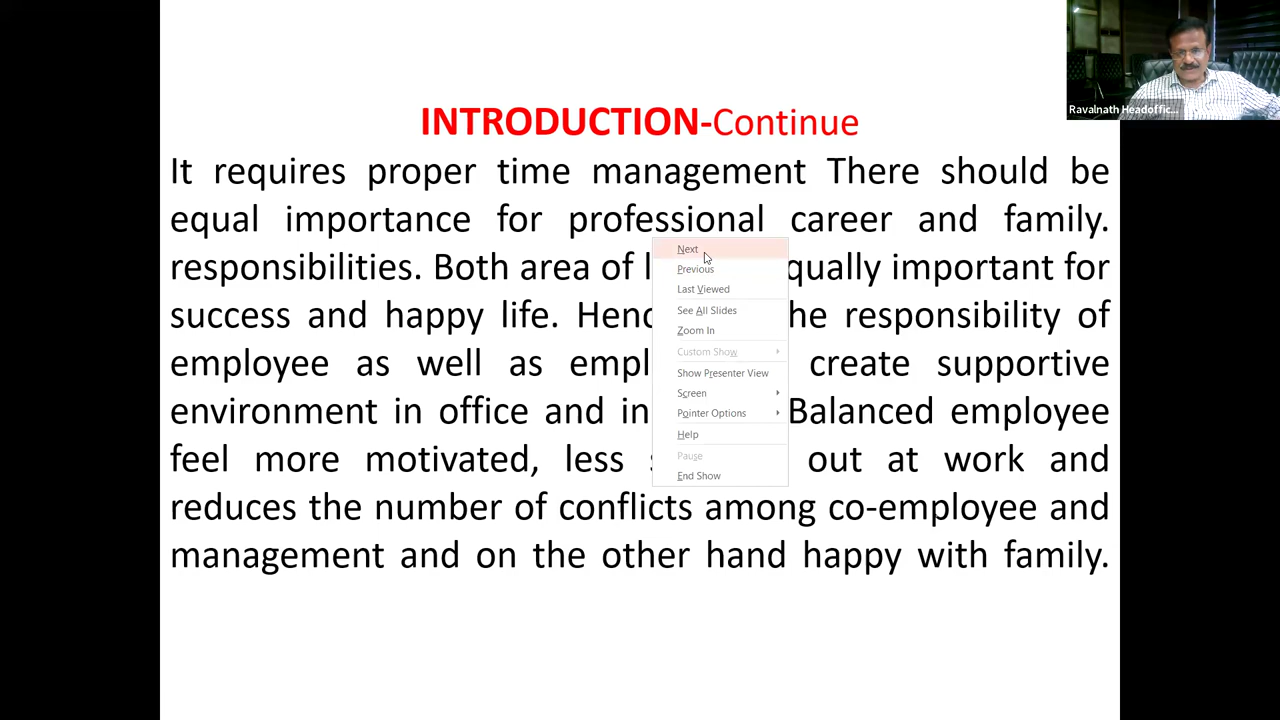 INTRODUCTION-Continue
It requires proper time management There should be
equal importance for professional career and family.
responsibilities. Both area of qually important for
success and happy life. he responsibility of
employee as well as create supportive
environment in office and in Balanced employee
feel more motivated, less out at work and
reduces the number of conflicts among co-employee and
management and on the other hand happy with family.
Next
Previous
Last Viewed
See All Slides
Zoom In
Custom Show
Show Presenter View
Screen
Pointer Options
Help
Pause
End Show
Ravalnath Headoffic...